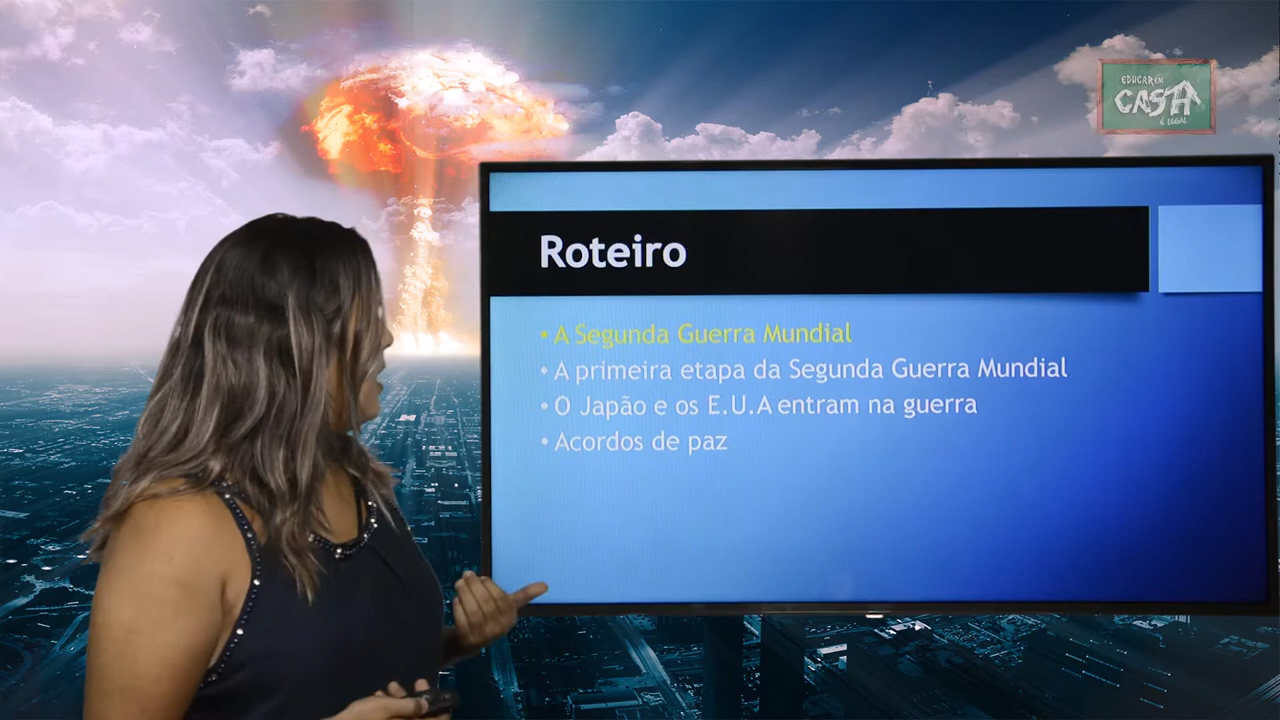 EDUCAR EM
CASA
É LEGAL
Roteiro
• A Segunda Guerra Mundial
• A primeira etapa da Segunda Guerra Mundial
• O Japão e os E.U.A entram na guerra
• Acordos de paz